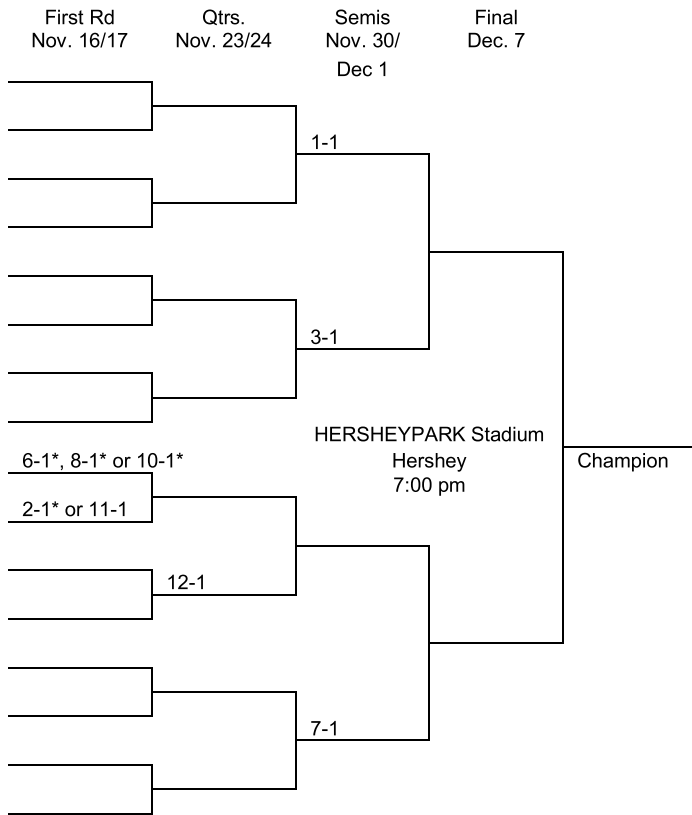 First Rd
Nov. 16/17
Qtrs.
Nov. 23/24
Semis
Nov. 30/
Dec 1
Final
Dec. 7
1-1
3-1
HERSHEYPARK Stadium
Hershey
7:00 pm
Champion
6-1*, 8-1* or 10-1*
2-1* or 11-1
12-1
7-1